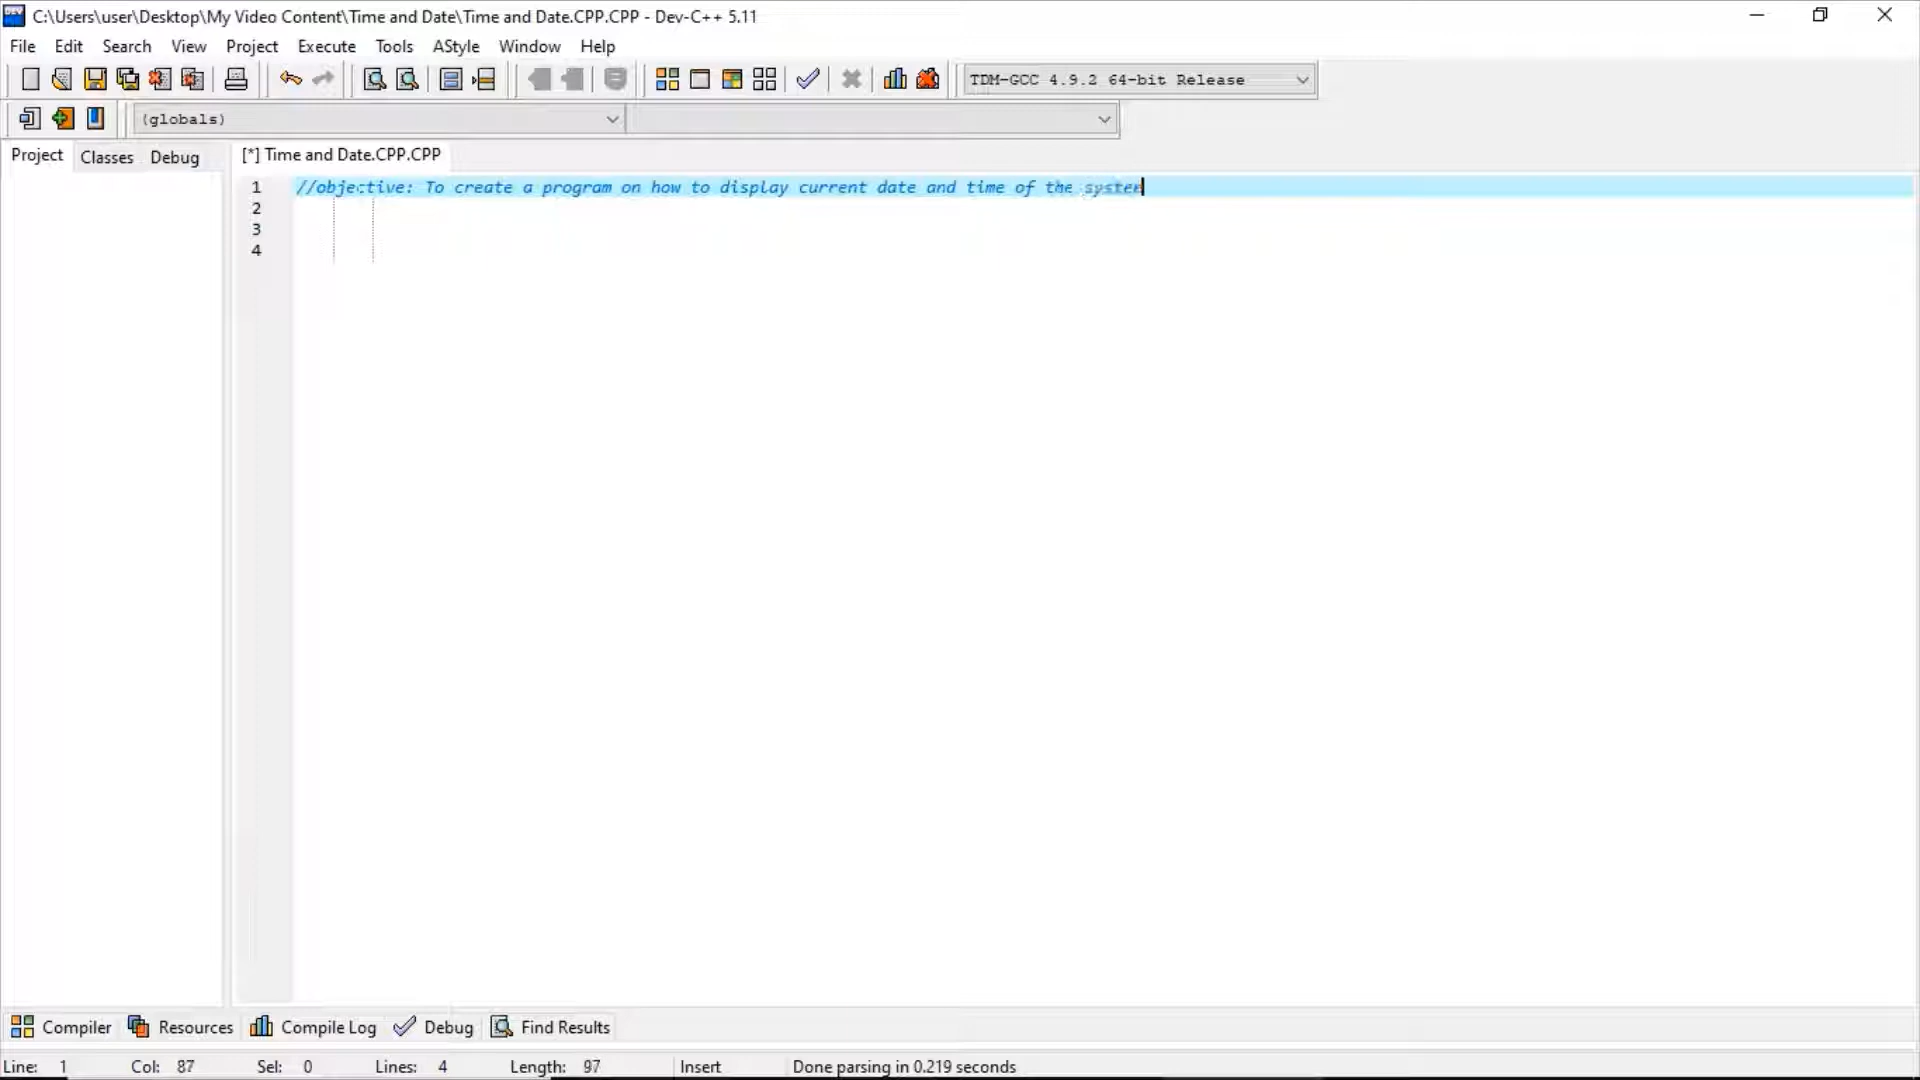 C:\Users\user\Desktop\My Video Content\Time and Date\Time and Date.CPP.CPP - Dev-C++ 5.11
File Edit Search View Project Execute Tools AStyle Window Help
TDM-GCC 4.9.2 64-bit Release
(globals)
Project Classes Debug [*] Time and Date.CPP.CPP
1 //objective: To create a program on how to display current date and time of the system
2
3
4
Compiler Resources Compile Log Debug Find Results
Line: 1 Col: 87 Sel: 0 Lines: 4 Length: 97 Insert Done parsing in 0.219 seconds